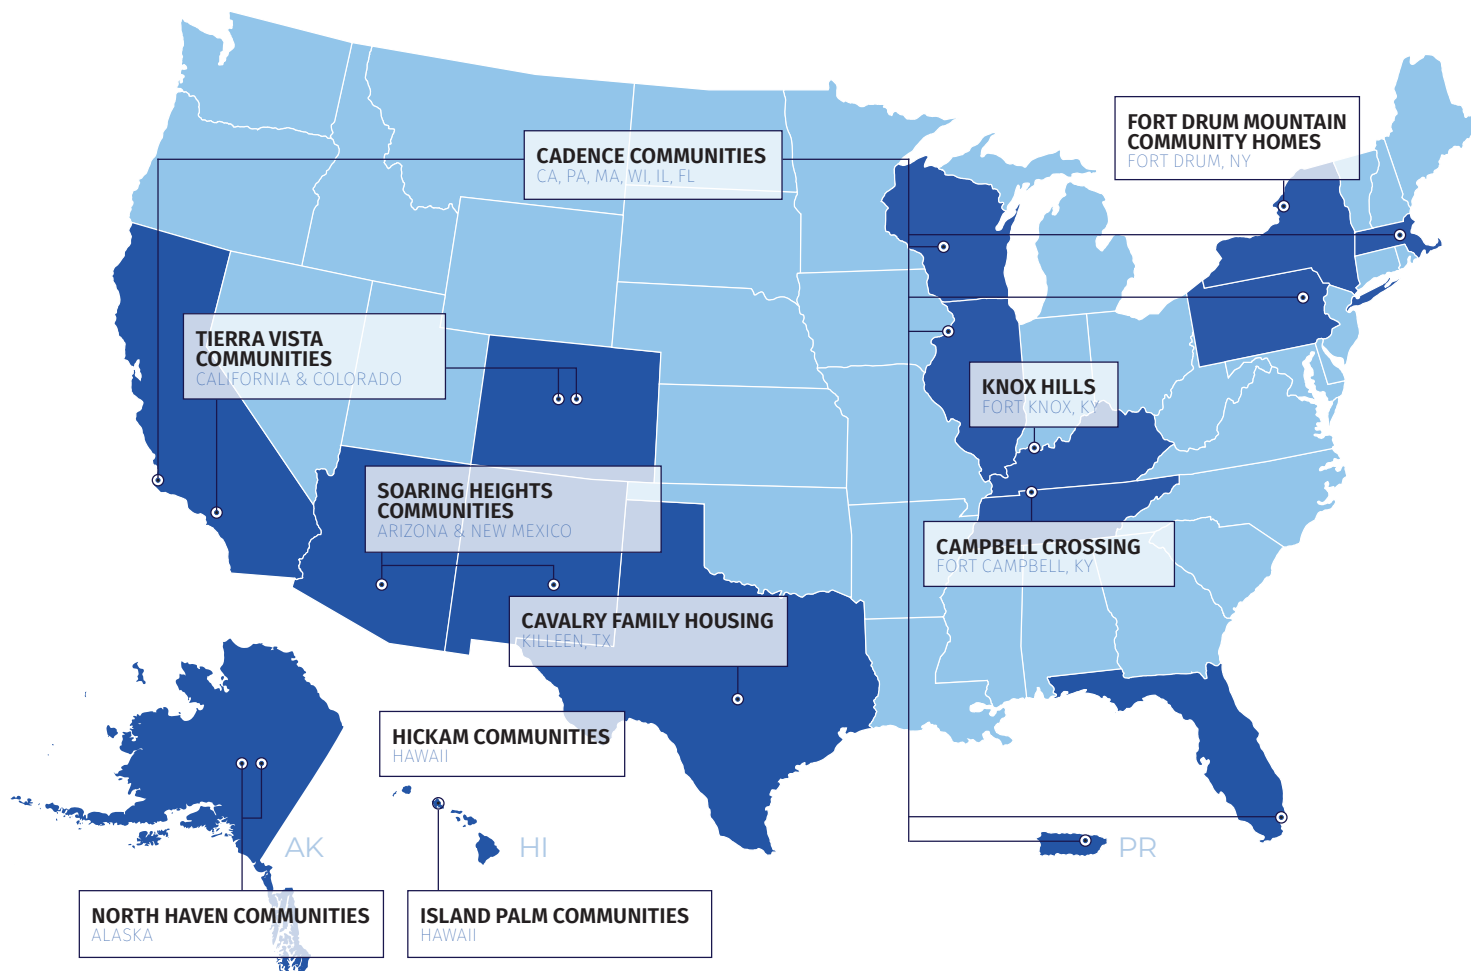 FORT DRUM MOUNTAIN
COMMUNITY HOMES
FORT DRUM, NY
CADENCE COMMUNITIES
CA, PA, MA, WI, IL, FL
TIERRA VISTA
COMMUNITIES
CALIFORNIA & COLORADO
KNOX HILLS
FORT KNOX, KY
SOARING HEIGHTS
COMMUNITIES
ARIZONA & NEW MEXICO
CAMPBELL CROSSING
FORT CAMPBELL, KY
CAVALRY FAMILY HOUSING
KILLEEN, TX
HICKAM COMMUNITIES
HAWAII
AK
HI
PR
NORTH HAVEN COMMUNITIES
ALASKA
ISLAND PALM COMMUNITIES
HAWAII